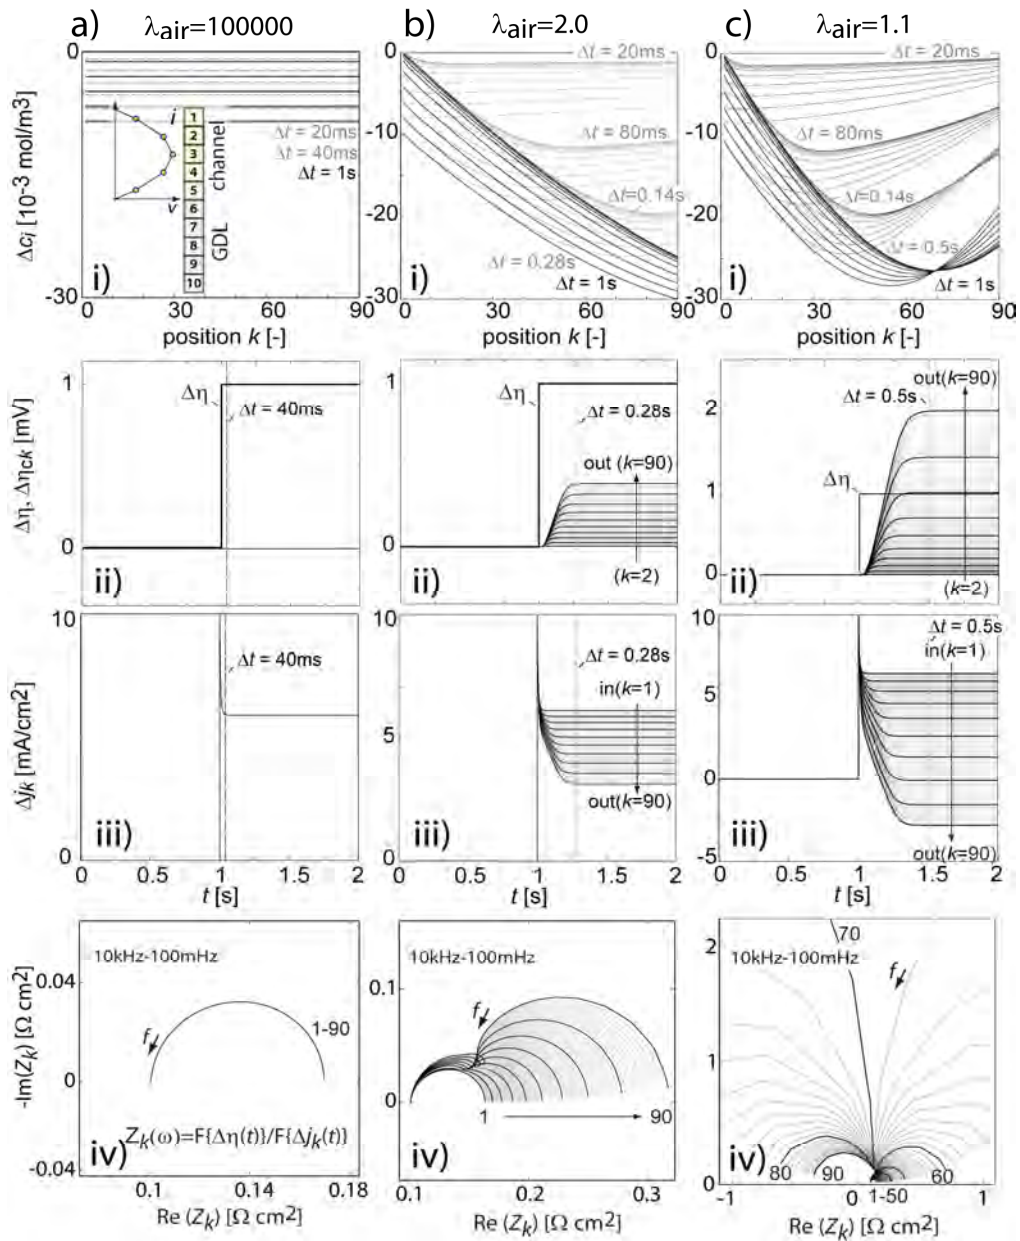 a) λair=100000
b) λair=2.0
c) λair=1.1
Δci [10-3 mol/m3]
0
-30
i
1
2
3
4
5
6
7
8
9
10
v
channel
GDL
Δt = 20ms
Δt = 40ms
Δt = 1s
i)
0 30 60 90
position k [-]
0
-10
-20
-30
Δt = 20ms
Δt = 80ms
Δt=0.14s
Δt = 0.28s
Δt = 1s
i)
0 30 60 90
position k [-]
0
-10
-20
-30
Δt = 20ms
Δt = 80ms
Δt = 0.14s
Δt = 0.5s
Δt = 1s
i)
0 30 60 90
position k [-]
Δη, Δηck [mV]
1
0
Δη
Δt = 40ms
ii)
1
0
Δη
Δt = 0.28s
out (k=90)
(k=2)
ii)
2
1
0
out(k=90)
Δt = 0.5s
Δη
(k=2)
ii)
Δjk [mA/cm2]
10
5
0
Δt = 40ms
iii)
0 0.5 1 1.5 2
t [s]
10
5
0
Δt = 0.28s
in(k=1)
out(k=90)
iii)
0 0.5 1 1.5 2
t [s]
10
5
0
-5
Δt = 0.5s
in(k=1)
out(k=90)
iii)
0 0.5 1 1.5 2
t [s]
-Im(Zk) [Ω cm2]
0.04
0
-0.04
10kHz-100mHz
f
1-90
Zk(ω)=F{Δη(t)}/F{Δjk(t)}
iv)
0.1 0.14 0.18
Re (Zk) [Ω cm2]
0.1
0
10kHz-100mHz
f
1 90
iv)
0.1 0.2 0.3
Re (Zk) [Ω cm2]
2
1
0
70
10kHz-100mHz
f
80 90 1-50 60
iv)
-1 0 1
Re (Zk) [Ω cm2]